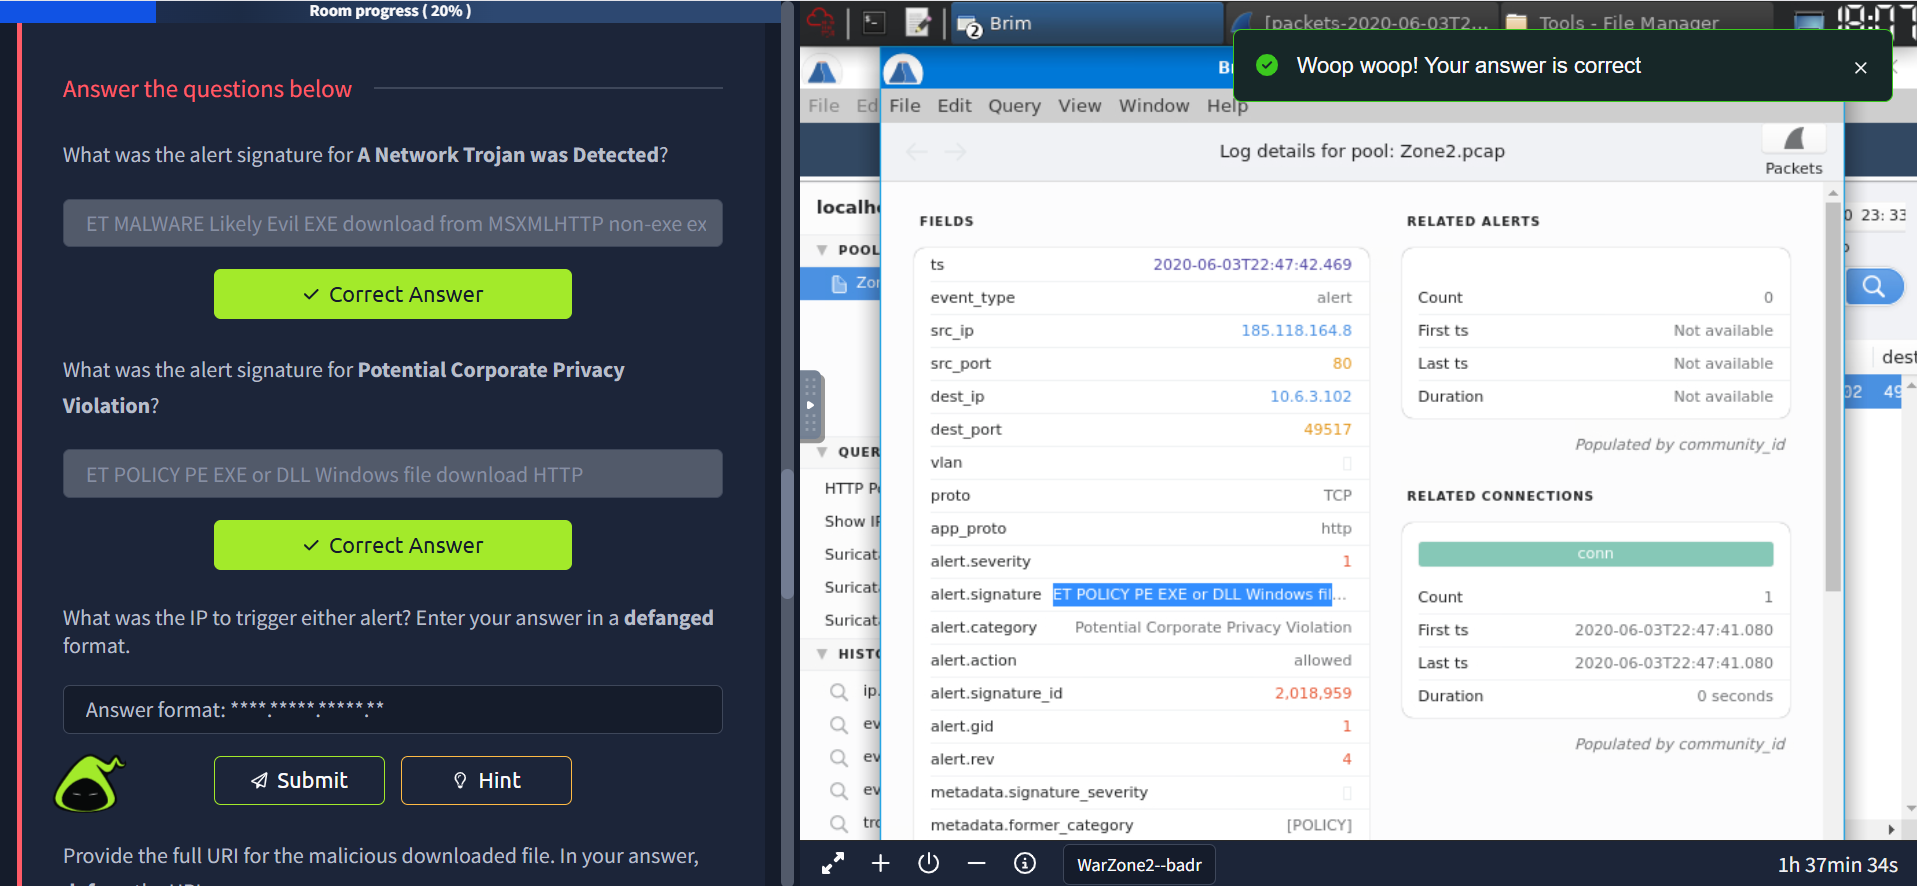 Room progress ( 20% )
Answer the questions below
What was the alert signature for A Network Trojan was Detected?
ET MALWARE Likely Evil EXE download from MSXMLHTTP non-exe ex
Correct Answer
What was the alert signature for Potential Corporate Privacy
Violation?
ET POLICY PE EXE or DLL Windows file download HTTP
Correct Answer
What was the IP to trigger either alert? Enter your answer in a defanged
format.
Answer format: ****.*****.*****.**
Submit
Hint
Provide the full URI for the malicious downloaded file. In your answer,
Brim
[packets-2020-06-03T2...
Tools - File Manager
18:07
Woop woop! Your answer is correct
File Ed
File Edit Query View Window Help
Log details for pool: Zone2.pcap
Packets
localh
POOL
Zo
QUER
HTTP P
Show IF
Surica
Surica
Surica
HISTO
ip.
ev
ev
ev
tro
FIELDS
ts 2020-06-03T22:47:42.469
event_type alert
src_ip 185.118.164.8
src_port 80
dest_ip 10.6.3.102
dest_port 49517
vlan
proto TCP
app_proto http
alert.severity 1
alert.signature ET POLICY PE EXE or DLL Windows fil...
alert.category Potential Corporate Privacy Violation
alert.action allowed
alert.signature_id 2,018,959
alert.gid 1
alert.rev 4
metadata.signature_severity
metadata.former_category [POLICY]
RELATED ALERTS
Count 0
First ts Not available
Last ts Not available
Duration Not available
Populated by community_id
RELATED CONNECTIONS
conn
Count 1
First ts 2020-06-03T22:47:41.080
Last ts 2020-06-03T22:47:41.080
Duration 0 seconds
Populated by community_id
0 23: 33
dest
02 49
WarZone2--badr
1h 37min 34s